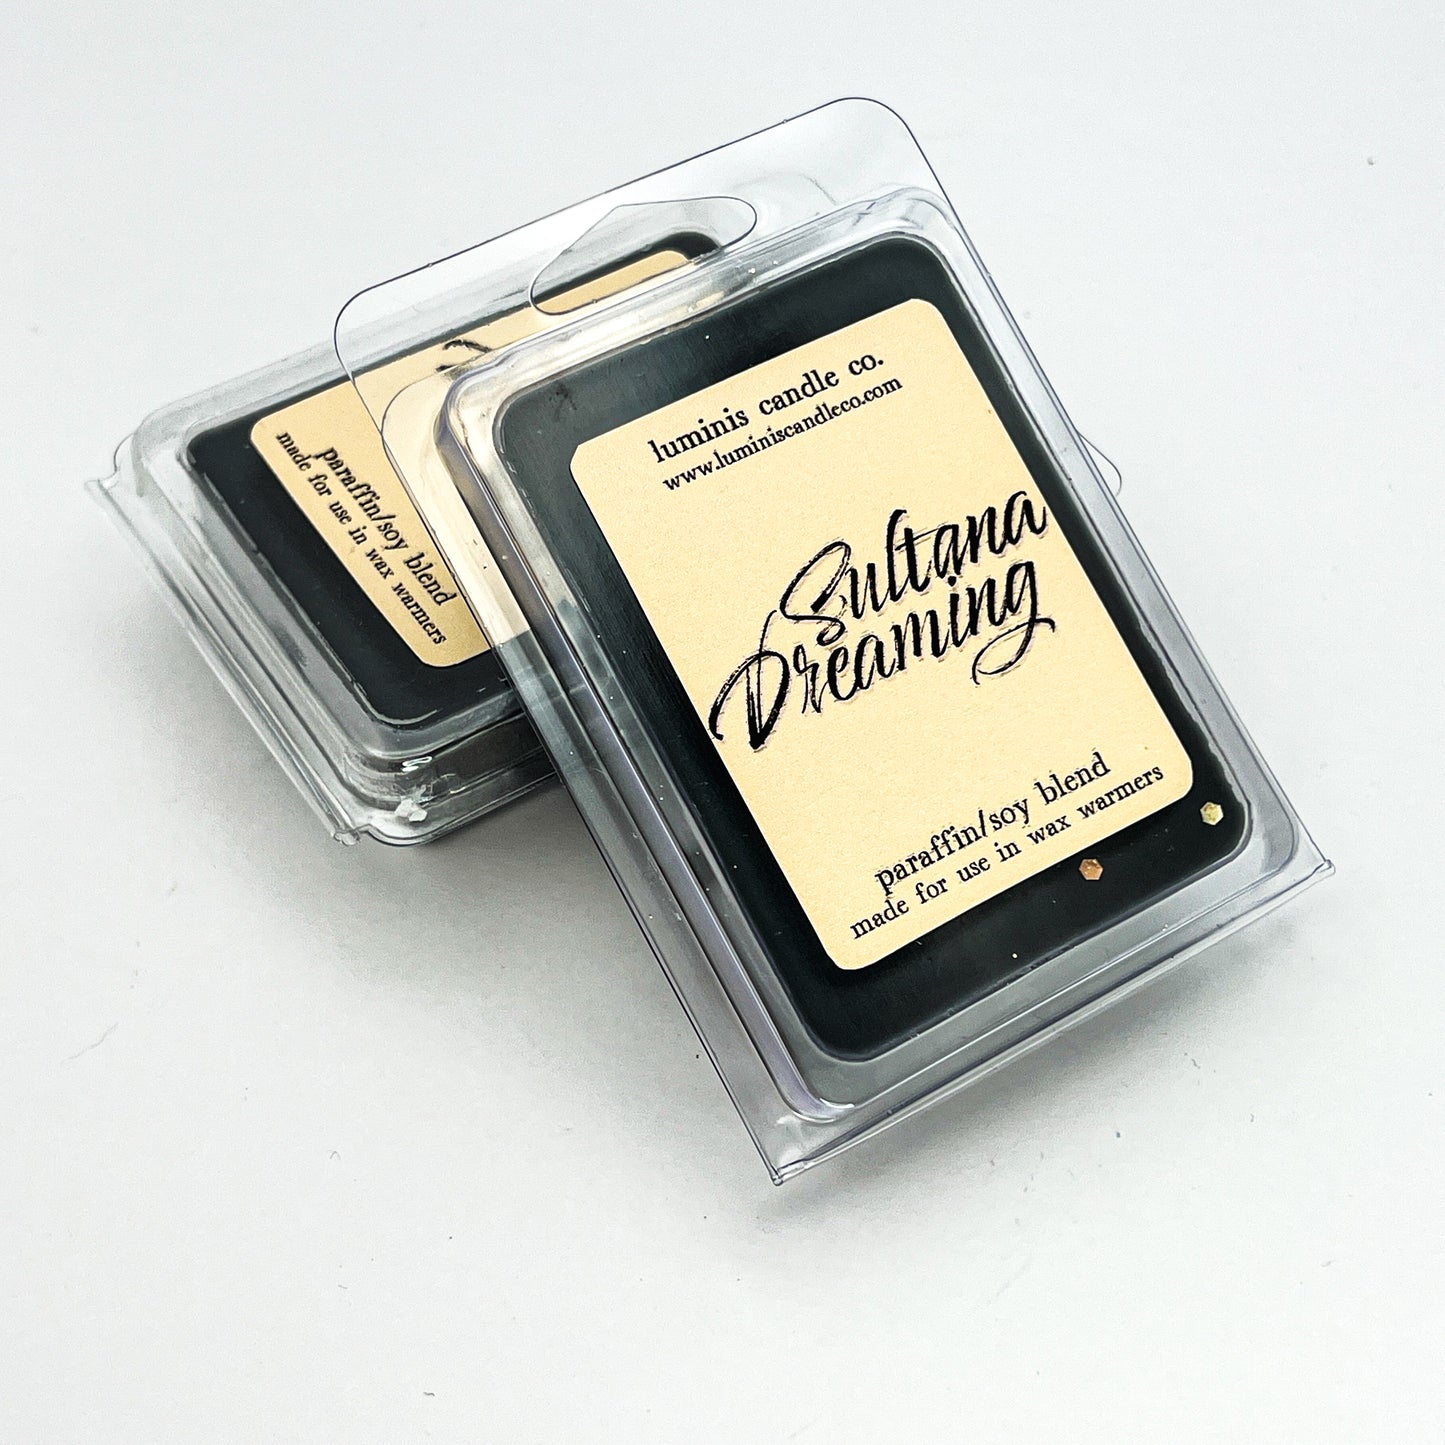 luminis candle co.
www.luminiscandleco.com
Sultana
Dreaming
paraffin/soy blend
made for use in wax warmers
paraffin/soy blend
made for use in wax warmers